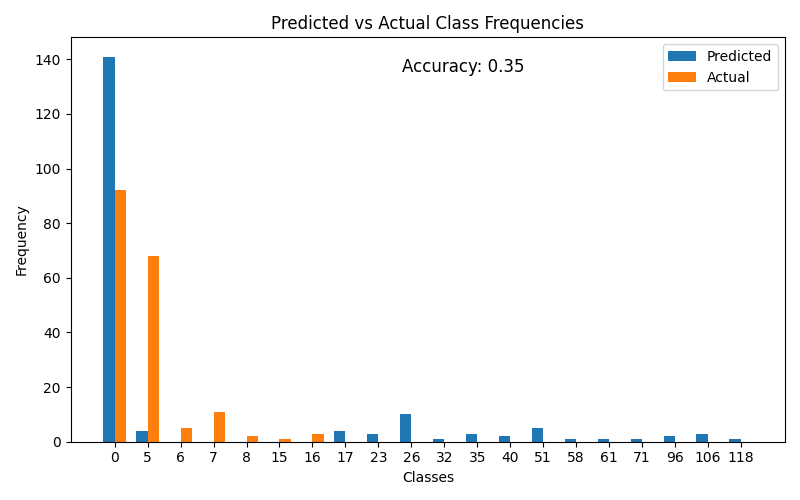 Predicted vs Actual Class Frequencies
Accuracy: 0.35
Predicted
Actual
Frequency
140
120
100
80
60
40
20
0
0 5 6 7 8 15 16 17 23 26 32 35 40 51 58 61 71 96 106 118
Classes